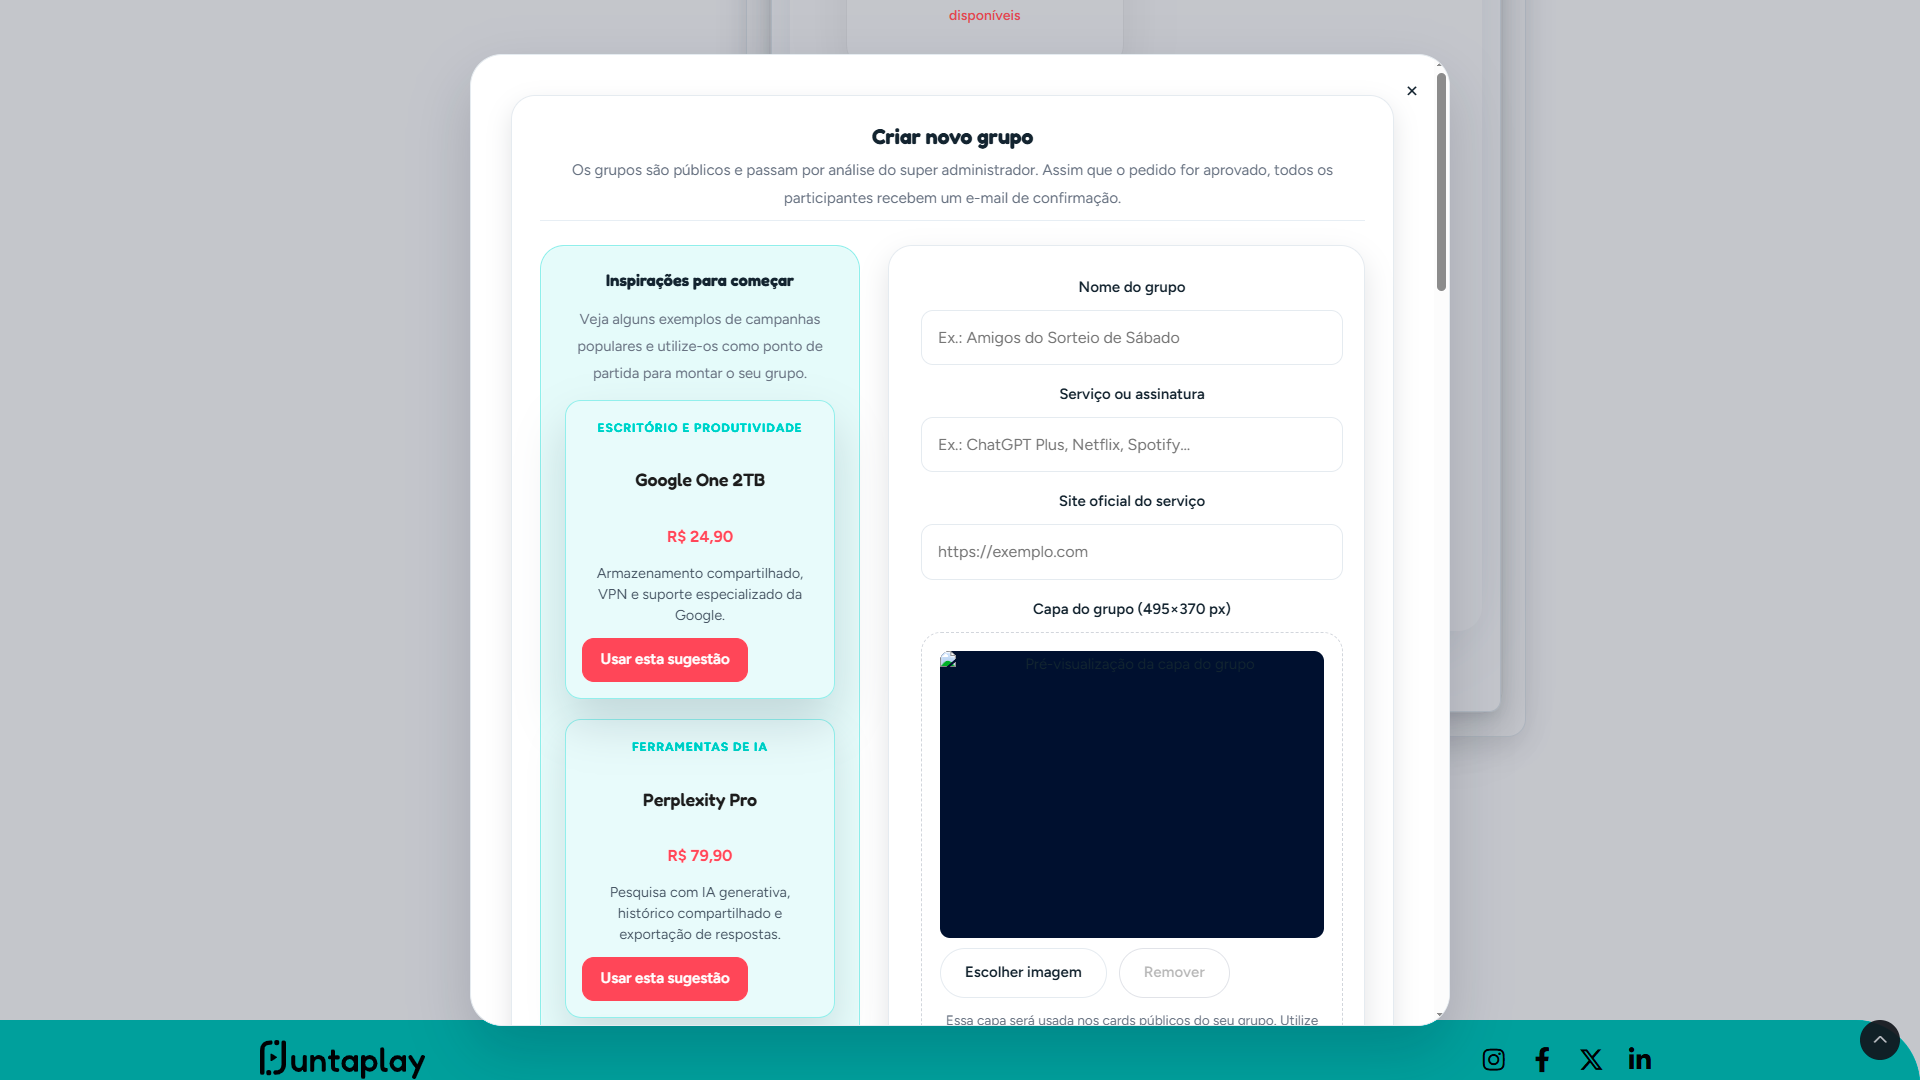 disponíveis
×
Criar novo grupo
Os grupos são públicos e passam por análise do super administrador. Assim que o pedido for aprovado, todos os
participantes recebem um e-mail de confirmação.
Inspirações para começar
Veja alguns exemplos de campanhas
populares e utilize-os como ponto de
partida para montar o seu grupo.
ESCRITÓRIO E PRODUTIVIDADE
Google One 2TB
R$ 24,90
Armazenamento compartilhado,
VPN e suporte especializado da
Google.
Usar esta sugestão
FERRAMENTAS DE IA
Perplexity Pro
R$ 79,90
Pesquisa com IA generativa,
histórico compartilhado e
exportação de respostas.
Usar esta sugestão
Nome do grupo
Ex.: Amigos do Sorteio de Sábado
Serviço ou assinatura
Ex.: ChatGPT Plus, Netflix, Spotify...
Site oficial do serviço
https://exemplo.com
Capa do grupo (495×370 px)
Pré-visualização da capa do grupo
Escolher imagem
Remover
Essa capa será usada nos cards públicos do seu grupo. Utilize
Juntaplay